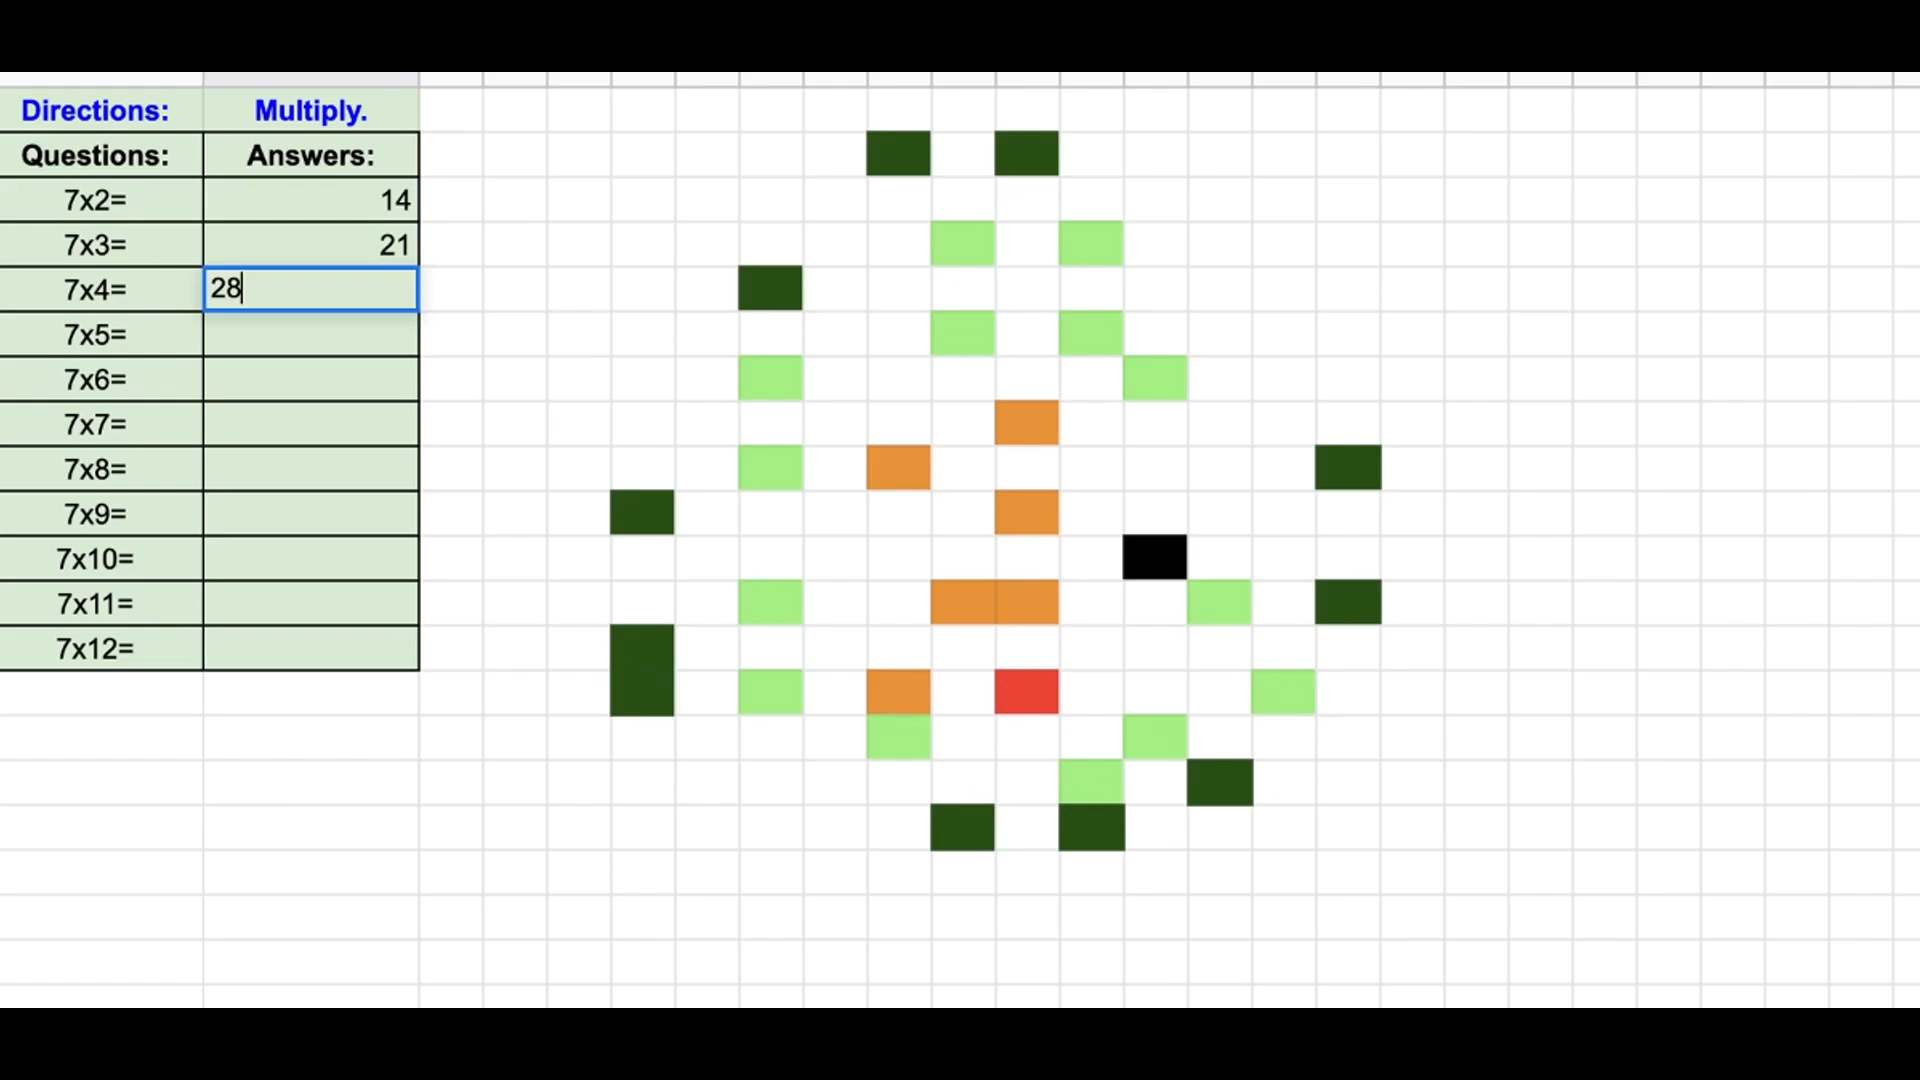 Directions: Multiply.
Questions: Answers:
7x2= 14
7x3= 21
7x4= 28
7x5=
7x6=
7x7=
7x8=
7x9=
7x10=
7x11=
7x12=